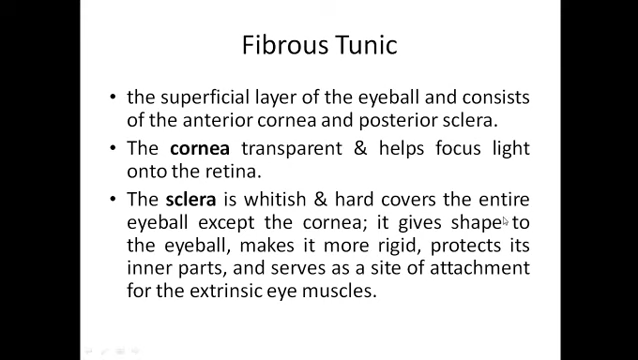 Fibrous Tunic
• the superficial layer of the eyeball and consists
of the anterior cornea and posterior sclera.
• The cornea transparent & helps focus light
onto the retina.
• The sclera is whitish & hard covers the entire
eyeball except the cornea; it gives shape to
the eyeball, makes it more rigid, protects its
inner parts, and serves as a site of attachment
for the extrinsic eye muscles.